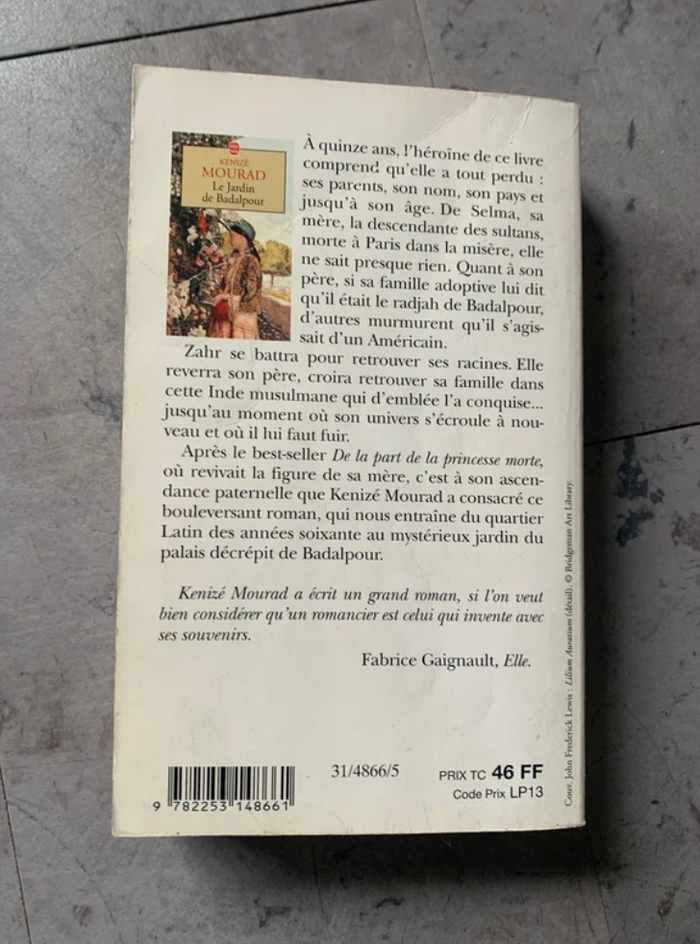 KENIZÉ
MOURAD
Le Jardin
de Badalpour
À quinze ans, l'héroïne de ce livre
comprend qu'elle a tout perdu :
ses parents, son nom, son pays et
jusqu'à son âge. De Selma, sa
mère, la descendante des sultans,
morte à Paris dans la misère, elle
ne sait presque rien. Quant à son
père, si sa famille adoptive lui dit
qu'il était le radjah de Badalpour,
d'autres murmurent qu'il s'agis-
sait d'un Américain.
Zahr se battra pour retrouver ses racines. Elle
reverra son père, croira retrouver sa famille dans
cette Inde musulmane qui d'emblée l'a conquise...
jusqu'au moment où son univers s'écroule à nou-
veau et où il lui faut fuir.
Après le best-seller De la part de la princesse morte,
où revivait la figure de sa mère, c'est à son ascen-
dance paternelle que Kenizé Mourad a consacré ce
bouleversant roman, qui nous entraîne du quartier
Latin des années soixante au mystérieux jardin du
palais décrépit de Badalpour.
Kenizé Mourad a écrit un grand roman, si l'on veut
bien considérer qu'un romancier est celui qui invente avec
ses souvenirs.
Fabrice Gaignault, Elle.
31/4866/5
PRIX TC 46 FF
Code Prix LP13
9 782253 148661
Couv. John Frederick Lewis : Lilium Auratium (détail). © Bridgeman Art Library.